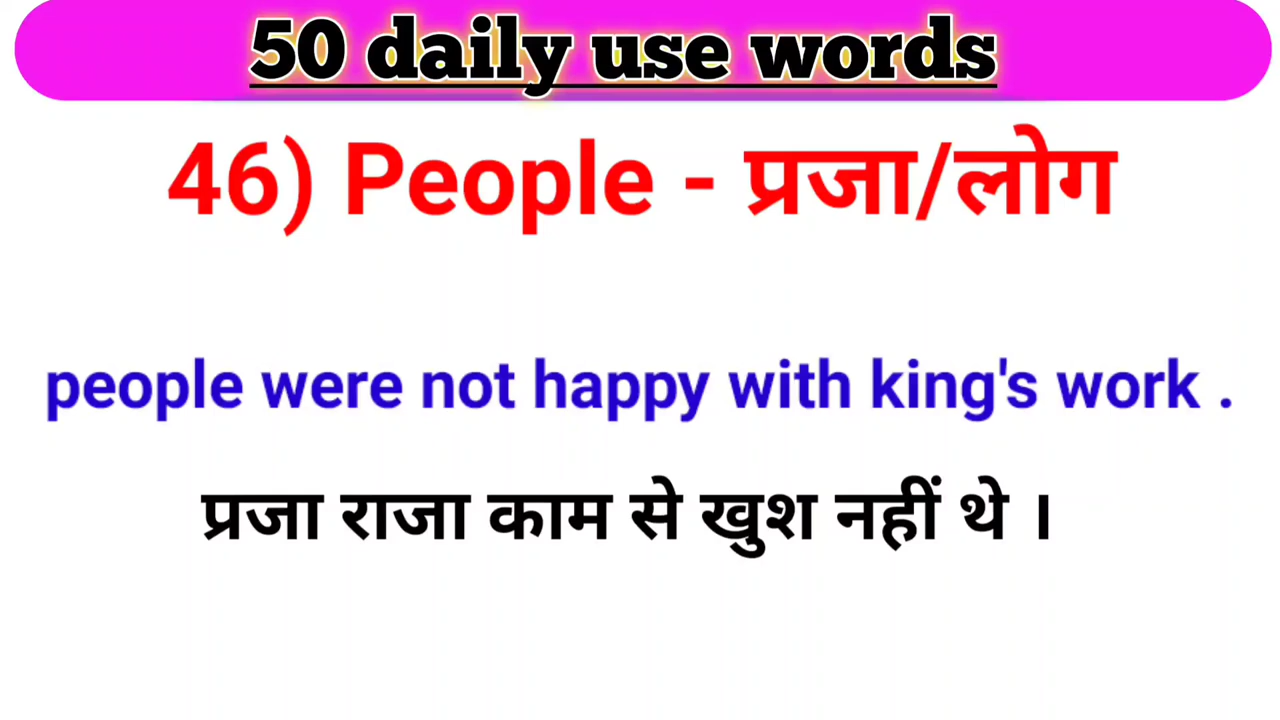 50 daily use words
46) People - प्रजा/लोग
people were not happy with king's work .
प्रजा राजा काम से खुश नहीं थे ।